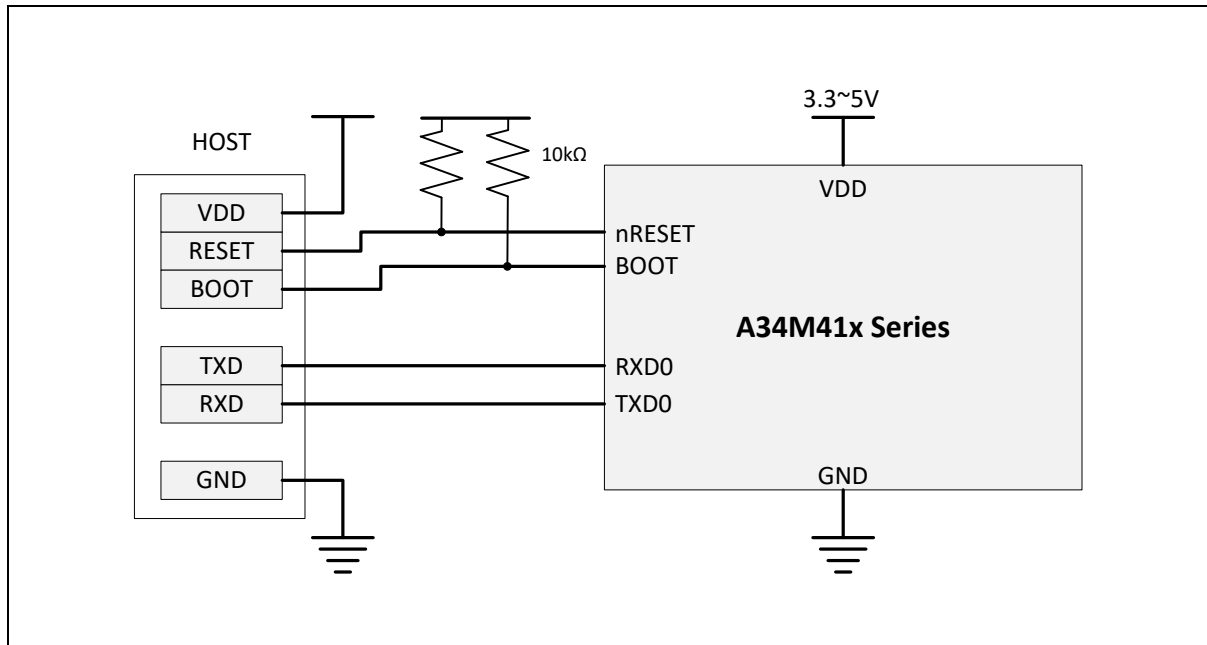 3.3~5V
HOST
10kΩ
VDD
VDD
nRESET
RESET
BOOT
BOOT
A34M41x Series
TXD
RXD0
RXD
TXD0
GND
GND